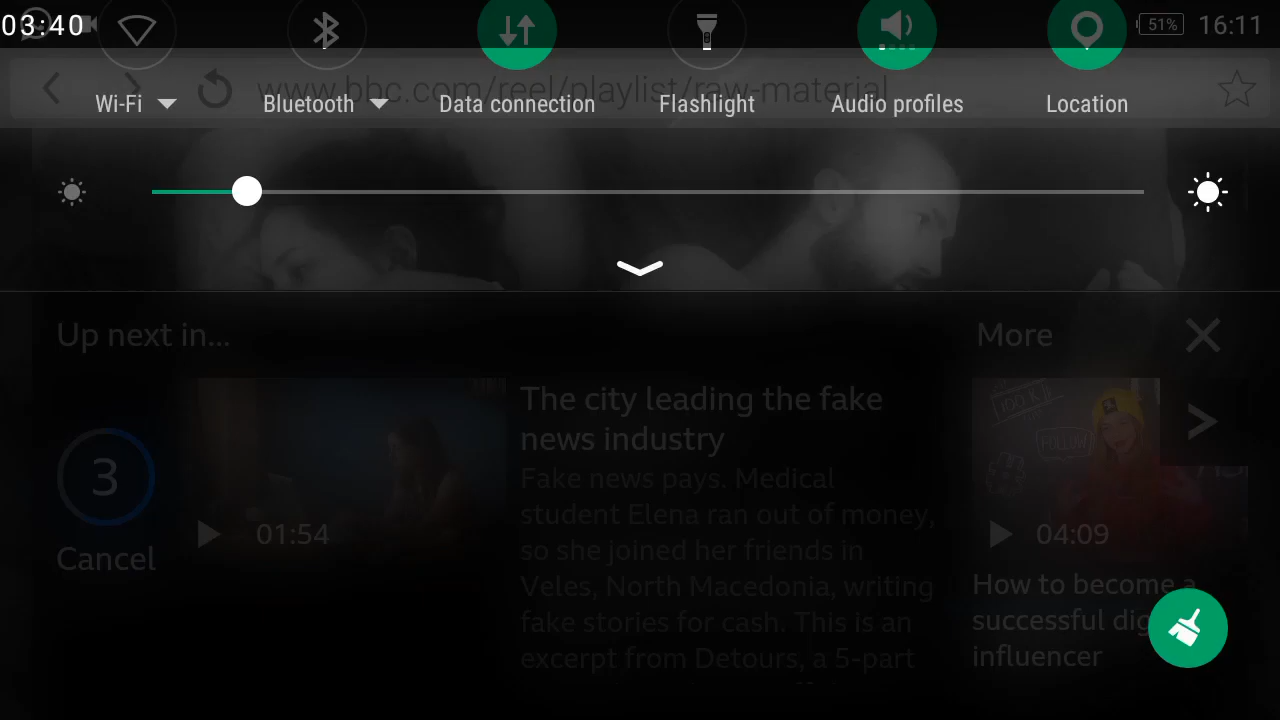 03:40
51%
16:11
www.bbc.com/reel/playlist/raw-material
Wi-Fi
Bluetooth
Data connection
Flashlight
Audio profiles
Location
Up next in...
More
3
Cancel
01:54
The city leading the fake
news industry
Fake news pays. Medical
student Elena ran out of money,
so she joined her friends in
Veles, North Macedonia, writing
fake stories for cash. This is an
excerpt from Detours, a 5-part
100 K
FOLLOW
04:09
How to become a
successful dig
influencer